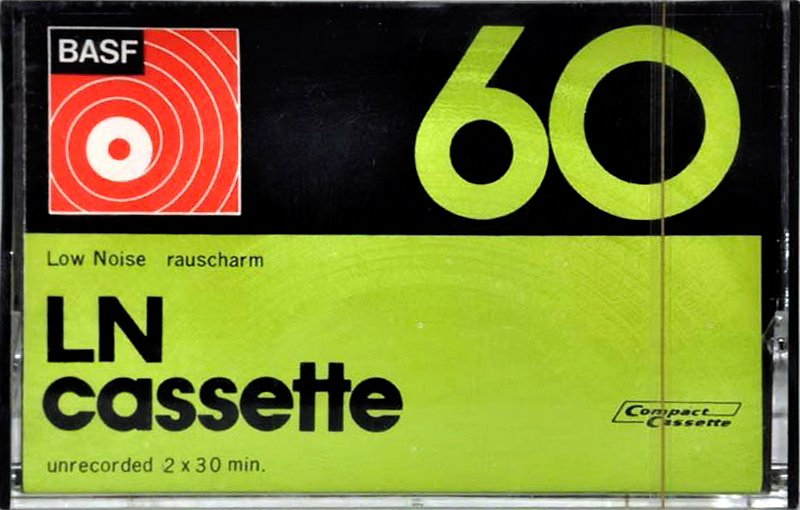 BASF
60
Low Noise rauscharm
LN
cassette
Compact
Cassette
unrecorded 2 x 30 min.